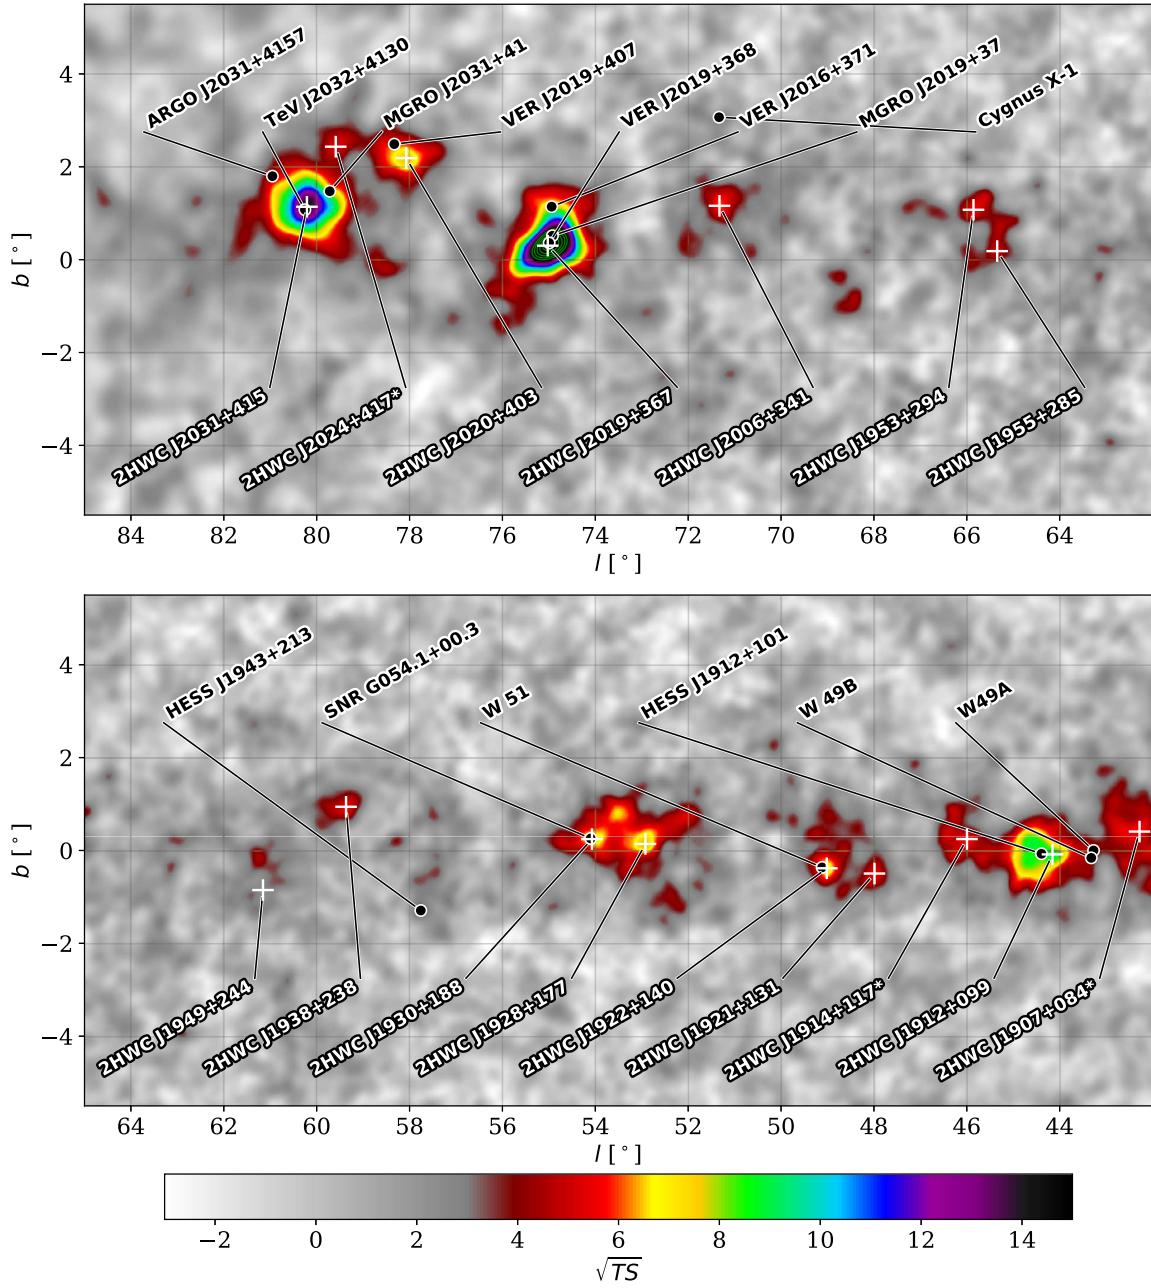 ARGO J2031+4157
TeV J2032+4130
MGRO J2031+41
VER J2019+407
VER J2019+368
VER J2016+371
MGRO J2019+37
Cygnus X-1
4
2
0
−2
−4
b [°]
2HWC J2031+415
2HWC J2024+417*
2HWC J2020+403
2HWC J2019+367
2HWC J2006+341
2HWC J1953+294
2HWC J1955+285
84 82 80 78 76 74 72 70 68 66 64
l [°]
HESS J1943+213
SNR G054.1+00.3
W 51
HESS J1912+101
W 49B
W49A
4
2
0
−2
−4
b [°]
2HWC J1949+244
2HWC J1938+238
2HWC J1930+188
2HWC J1928+177
2HWC J1922+140
2HWC J1921+131
2HWC J1914+117*
2HWC J1912+099
2HWC J1907+084*
64 62 60 58 56 54 52 50 48 46 44
l [°]
−2 0 2 4 6 8 10 12 14
√TS